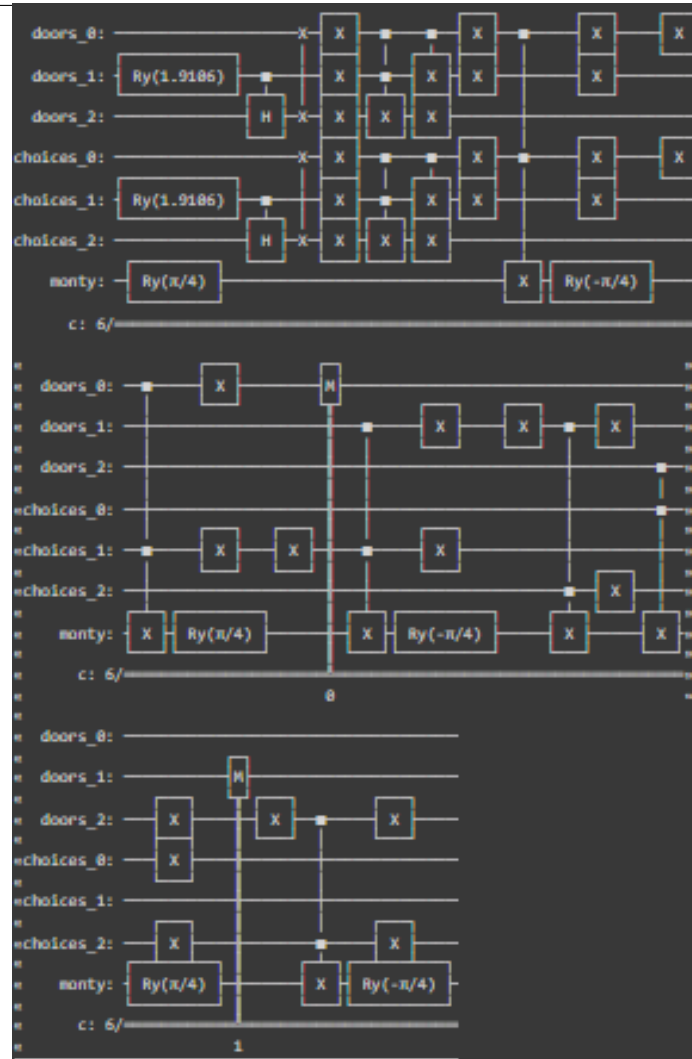 doors_0: X X X X X
doors_1: Ry(1.9106) X X X X
doors_2: H X X X X
choices_0: X X X X X
choices_1: Ry(1.9106) X X X X
choices_2: H X X X X
monty: Ry(π/4) X Ry(-π/4)
c: 6/
« doors_0: X M »
« doors_1: X X X »
« doors_2: »
«choices_0: »
«choices_1: X X X »
«choices_2: X »
« monty: X Ry(π/4) X Ry(-π/4) X X »
« c: 6/ »
« 0 »
« doors_0:
« doors_1: M
« doors_2: X X X
«choices_0: X
«choices_1:
«choices_2: X X
« monty: Ry(π/4) X Ry(-π/4)
« c: 6/
« 1